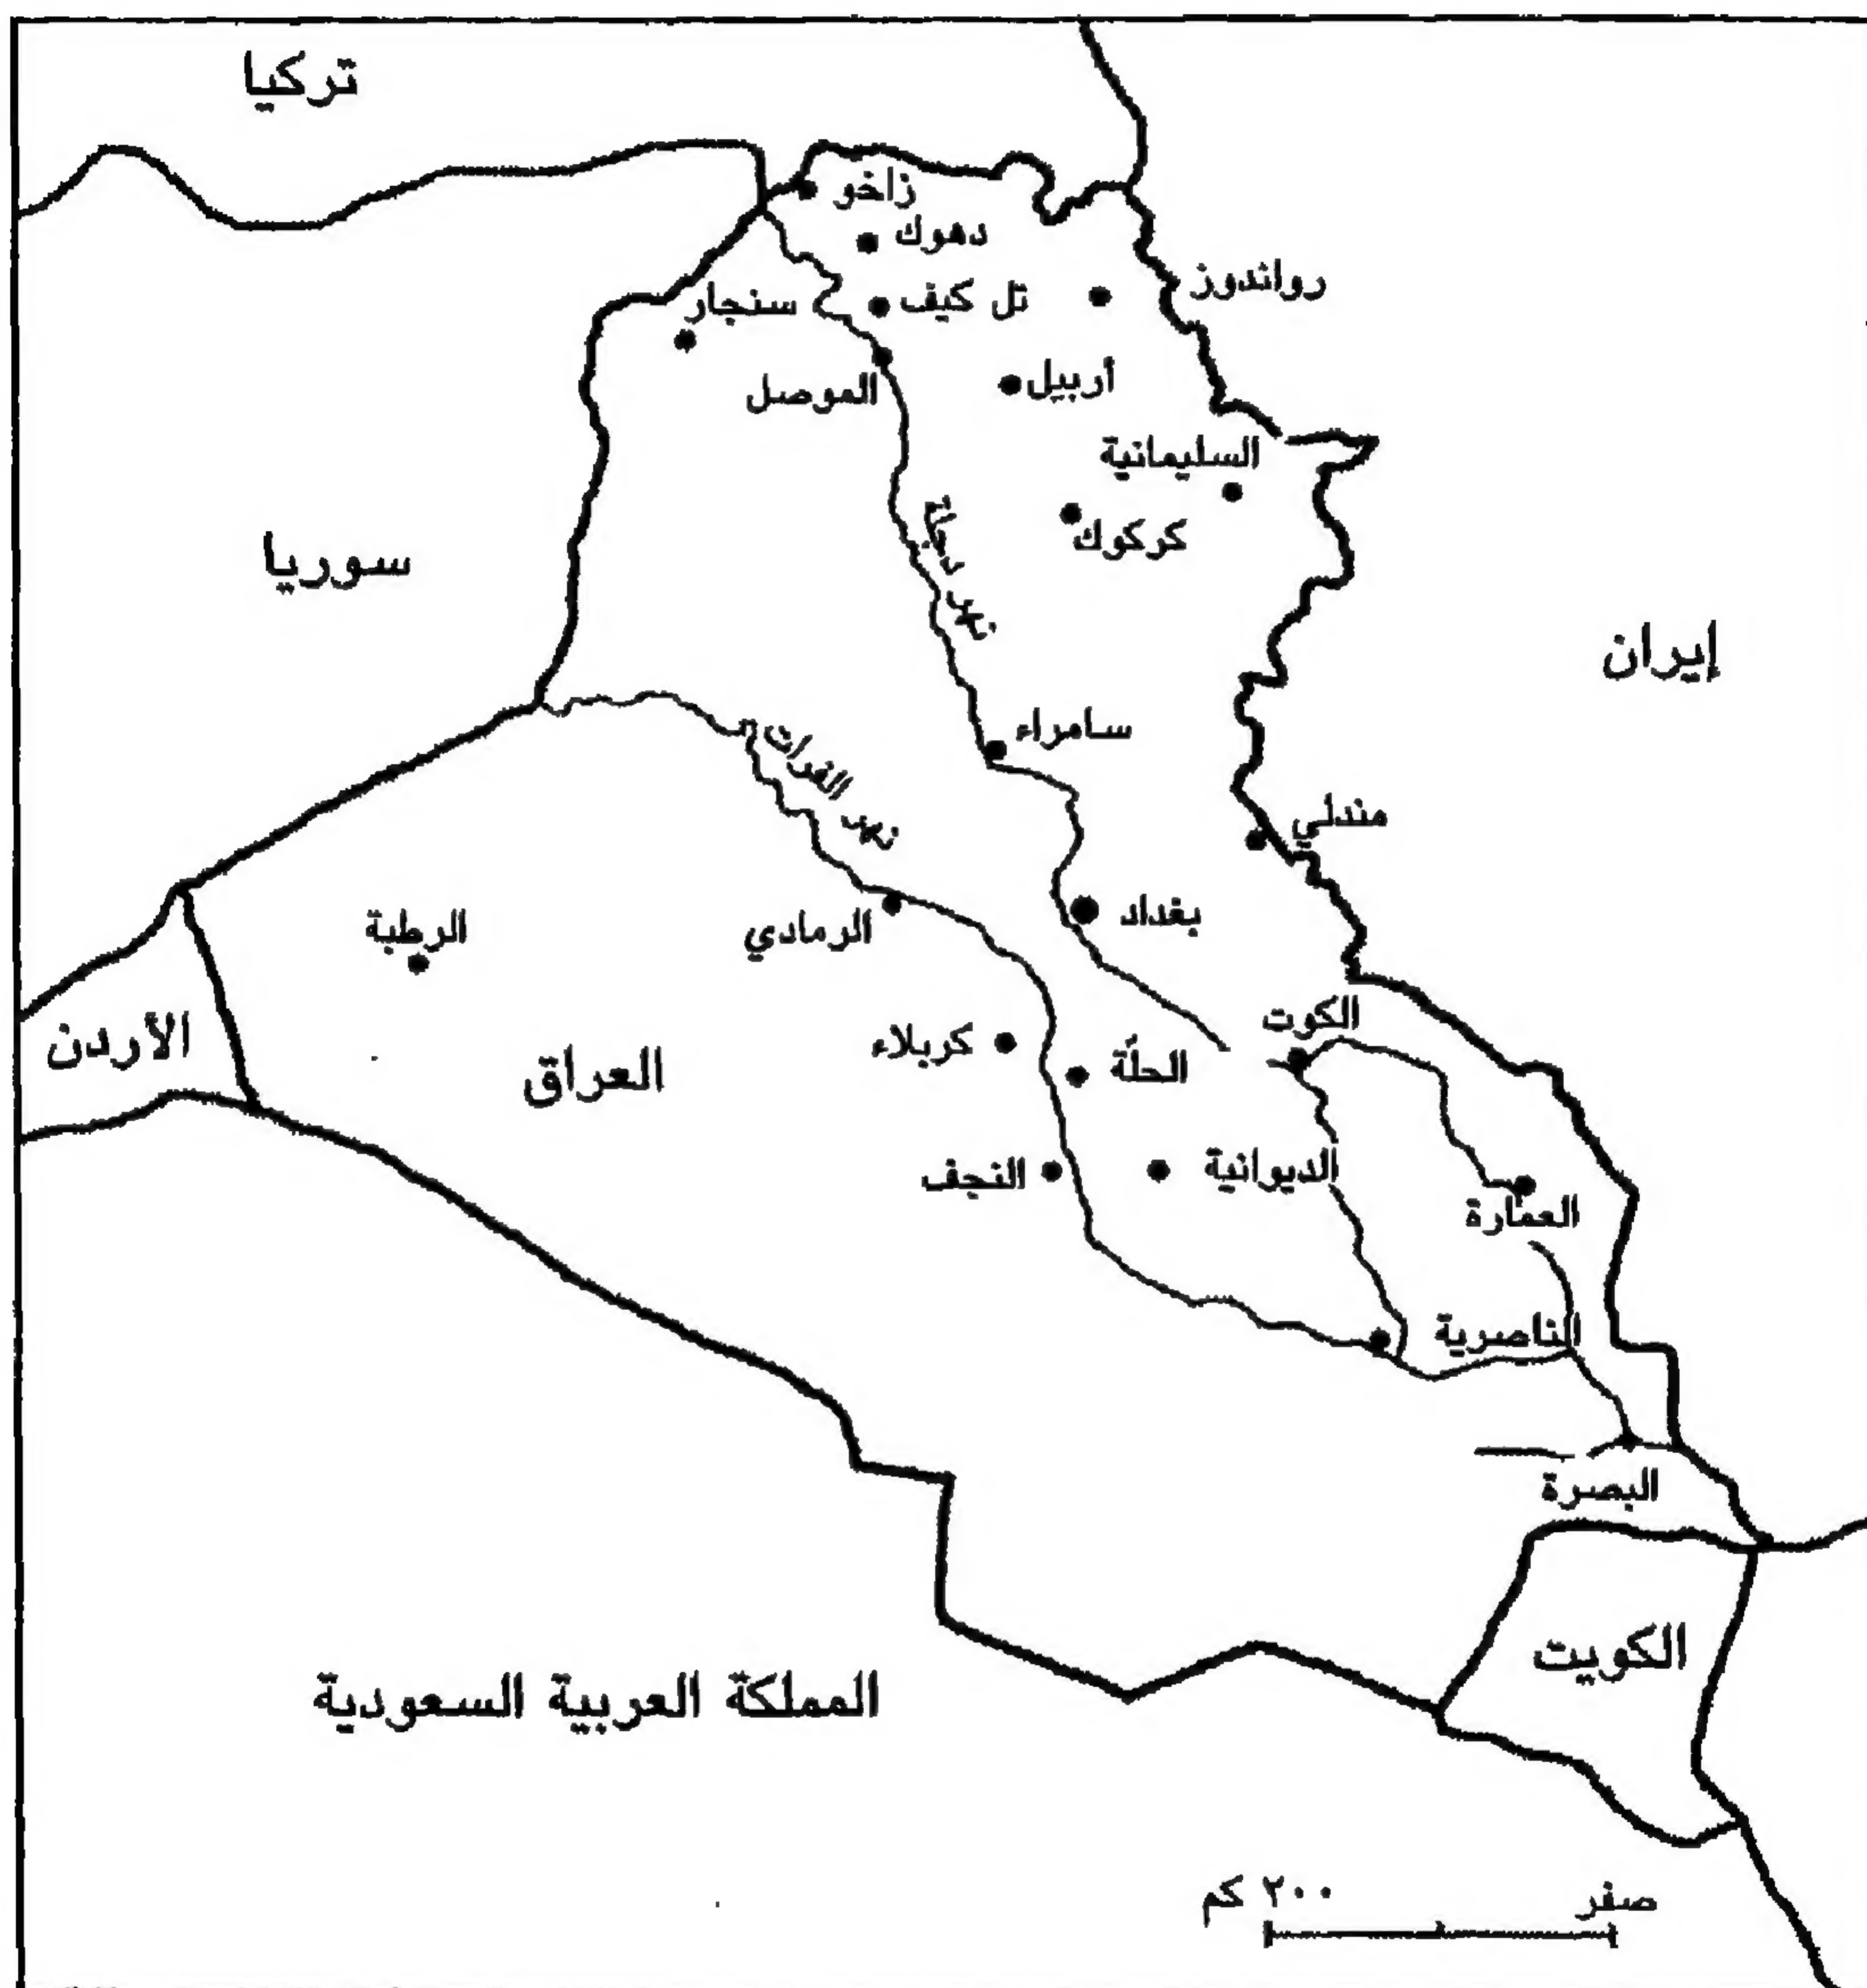 تركيا
زاخو
دهوك
رواندوز
تل كيف
سنجار
أربيل
الموصل
السليمانية
كركوك
نهر دجلة
سوريا
إيران
سامراء
نهر الفرات
مندلي
بغداد
الرمادي
الرطبة
الكوت
الأردن
كربلاء
الحلّة
العراق
النجف
الديوانية
العمارة
الناصرية
البصرة
الكويت
المملكة العربية السعودية
صفر ٢٠٠ كم